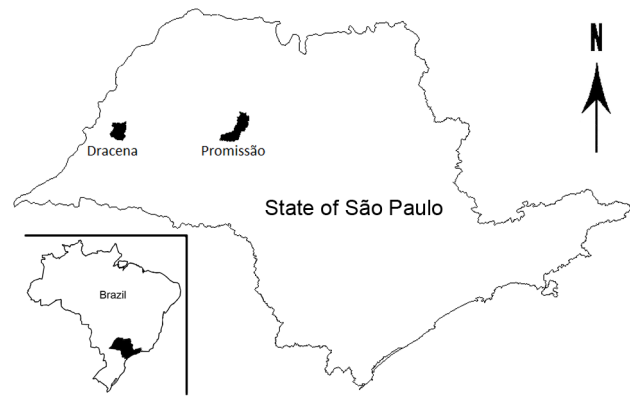 N
Dracena
Promissão
State of São Paulo
Brazil